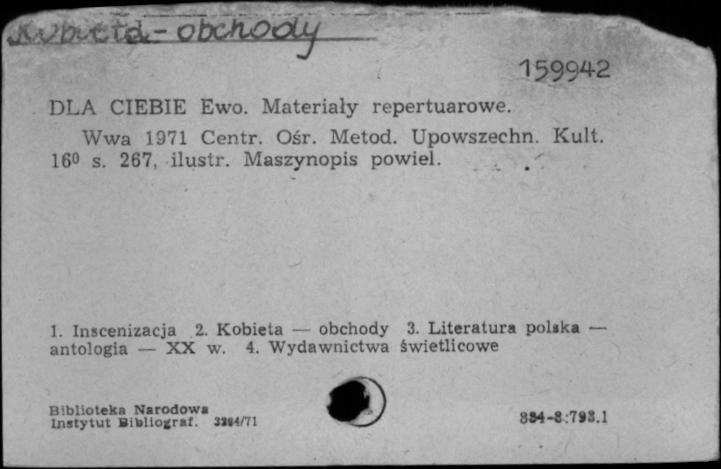 Kobieta - obchody
159942
DLA CIEBIE Ewo. Materiały repertuarowe.
Wwa 1971 Centr. Ośr. Metod. Upowszechn. Kult.
16⁰ s. 267, ilustr. Maszynopis powiel.
1. Inscenizacja 2. Kobieta — obchody 3. Literatura polska —
antologia — XX w. 4. Wydawnictwa świetlicowe
Biblioteka Narodowa
Instytut Bibliograf. 3204/71
884-8:793.1